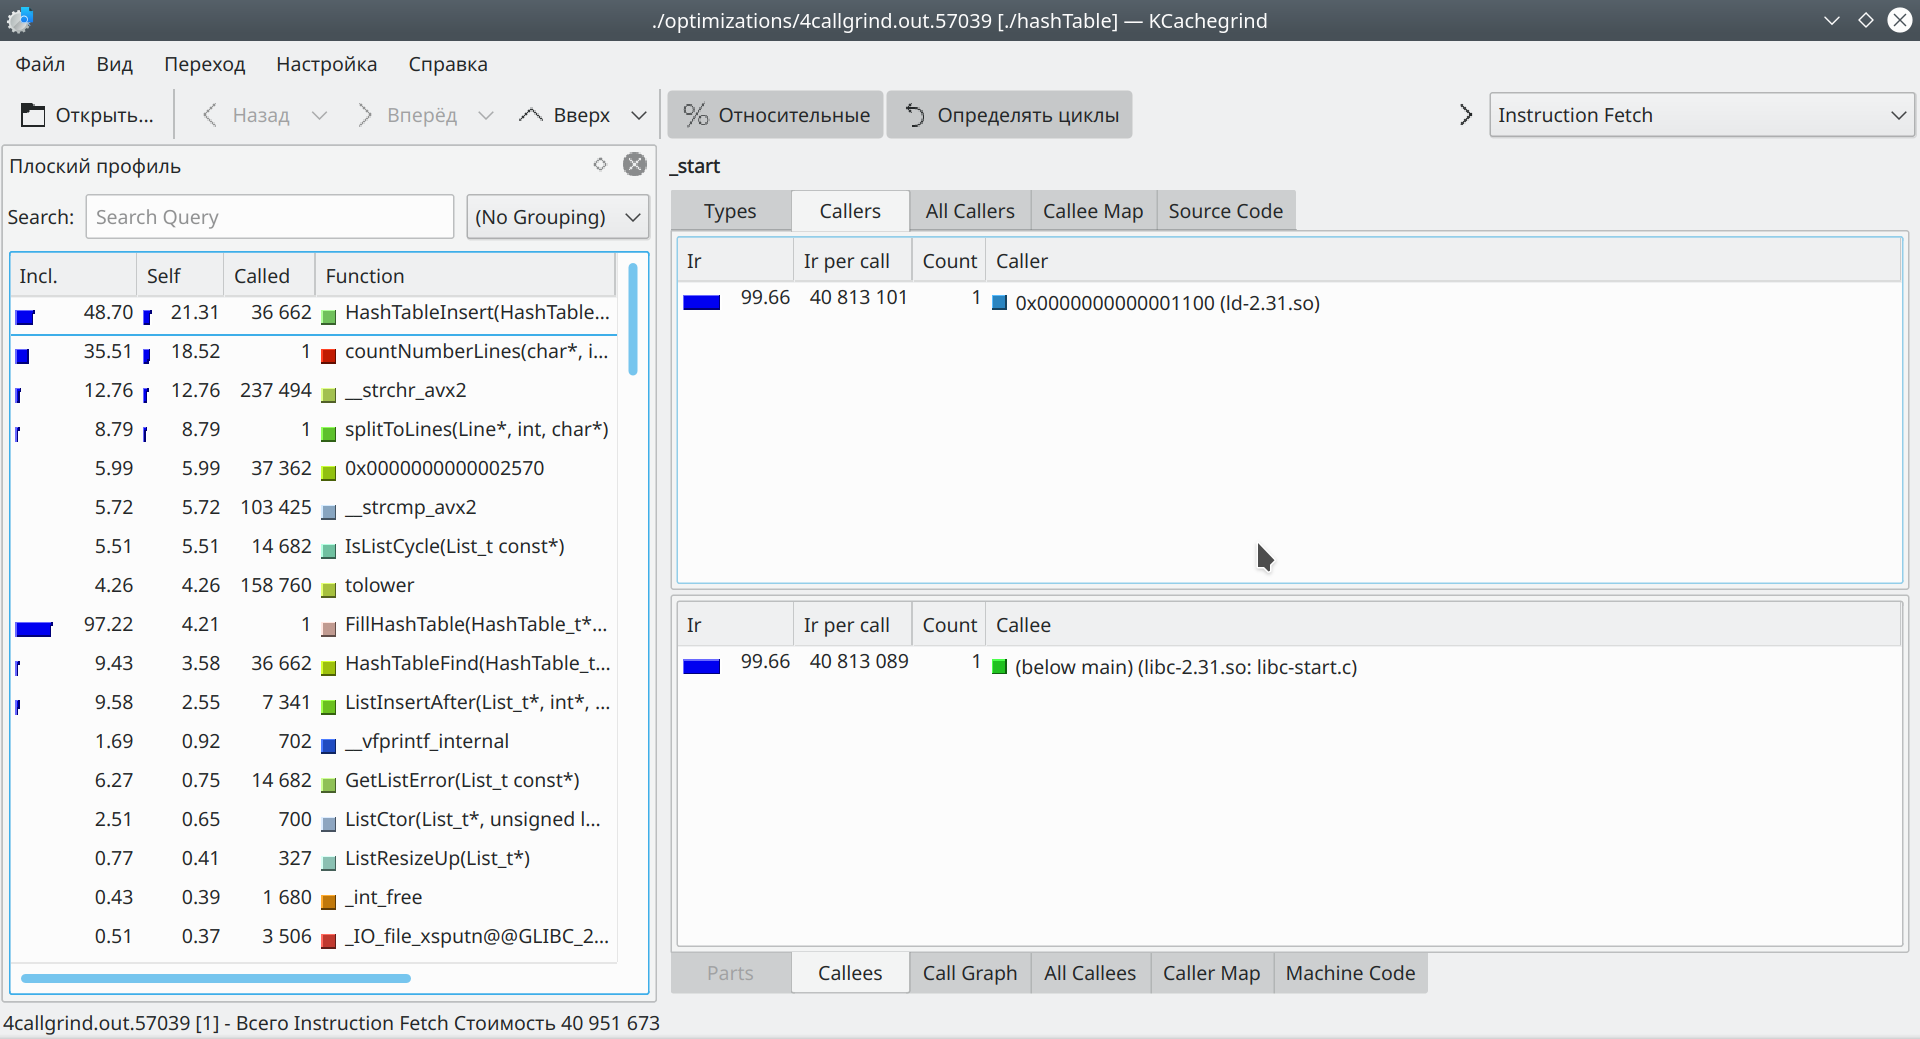 ./optimizations/4callgrind.out.57039 [./hashTable] — KCachegrind
Файл Вид Переход Настройка Справка
Открыть... Назад Вперёд Вверх % Относительные Определять циклы Instruction Fetch
Плоский профиль
Search: Search Query (No Grouping)
Incl. Self Called Function
48.70 21.31 36 662 HashTableInsert(HashTable...
35.51 18.52 1 countNumberLines(char*, i...
12.76 12.76 237 494 __strchr_avx2
8.79 8.79 1 splitToLines(Line*, int, char*)
5.99 5.99 37 362 0x0000000000002570
5.72 5.72 103 425 __strcmp_avx2
5.51 5.51 14 682 IsListCycle(List_t const*)
4.26 4.26 158 760 tolower
97.22 4.21 1 FillHashTable(HashTable_t*...
9.43 3.58 36 662 HashTableFind(HashTable_t...
9.58 2.55 7 341 ListInsertAfter(List_t*, int*, ...
1.69 0.92 702 __vfprintf_internal
6.27 0.75 14 682 GetListError(List_t const*)
2.51 0.65 700 ListCtor(List_t*, unsigned l...
0.77 0.41 327 ListResizeUp(List_t*)
0.43 0.39 1 680 _int_free
0.51 0.37 3 506 _IO_file_xsputn@@GLIBC_2...
_start
Types Callers All Callers Callee Map Source Code
Ir Ir per call Count Caller
99.66 40 813 101 1 0x0000000000001100 (ld-2.31.so)
Ir Ir per call Count Callee
99.66 40 813 089 1 (below main) (libc-2.31.so: libc-start.c)
Parts Callees Call Graph All Callees Caller Map Machine Code
4callgrind.out.57039 [1] - Всего Instruction Fetch Стоимость 40 951 673